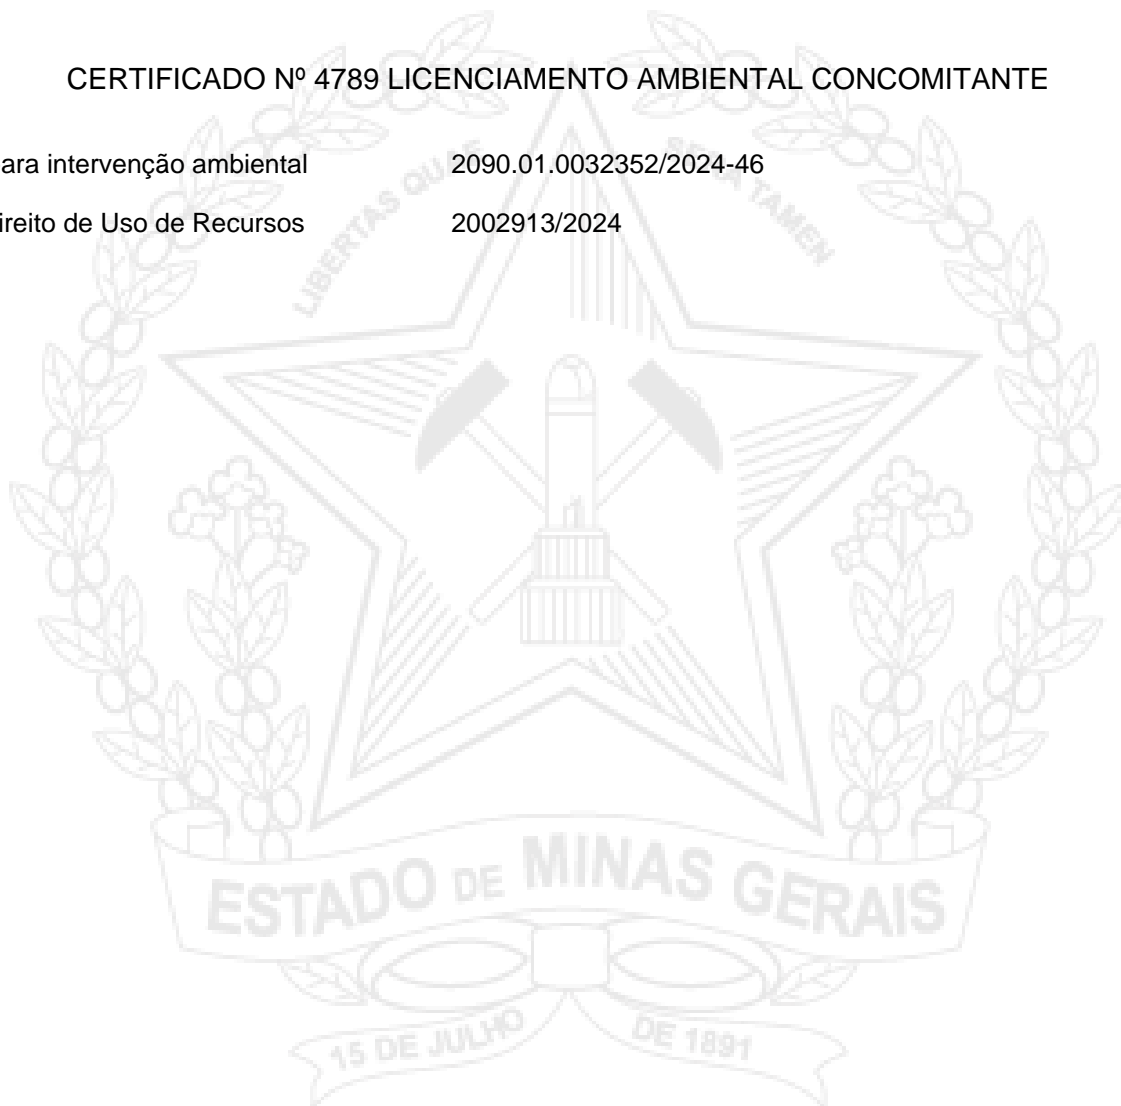 CERTIFICADO Nº 4789 LICENCIAMENTO AMBIENTAL CONCOMITANTE
ara intervenção ambiental 2090.01.0032352/2024-46
ireito de Uso de Recursos 2002913/2024
LIBERTAS QUÆ SERA TAMEN
ESTADO DE MINAS GERAIS
15 DE JULHO DE 1891